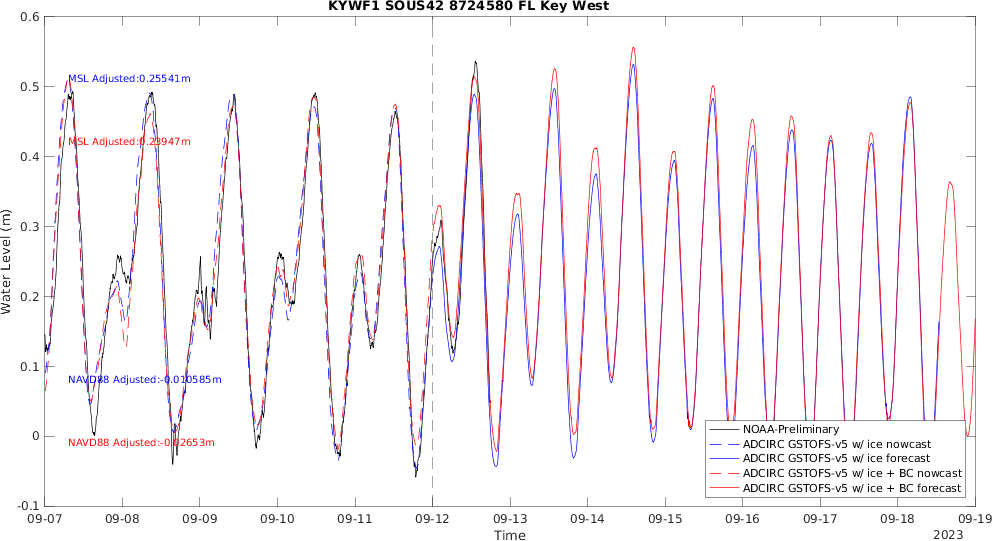 KYWF1 SOUS42 8724580 FL Key West
0.6
0.5
0.4
0.3
0.2
0.1
0
-0.1
Water Level (m)
MSL Adjusted:0.25541m
MSL Adjusted:0.23947m
NAVD88 Adjusted:-0.010585m
NAVD88 Adjusted:-0.02653m
NOAA-Preliminary
ADCIRC GSTOFS-v5 w/ ice nowcast
ADCIRC GSTOFS-v5 w/ ice forecast
ADCIRC GSTOFS-v5 w/ ice + BC nowcast
ADCIRC GSTOFS-v5 w/ ice + BC forecast
09-07 09-08 09-09 09-10 09-11 09-12 09-13 09-14 09-15 09-16 09-17 09-18 09-19
Time
2023